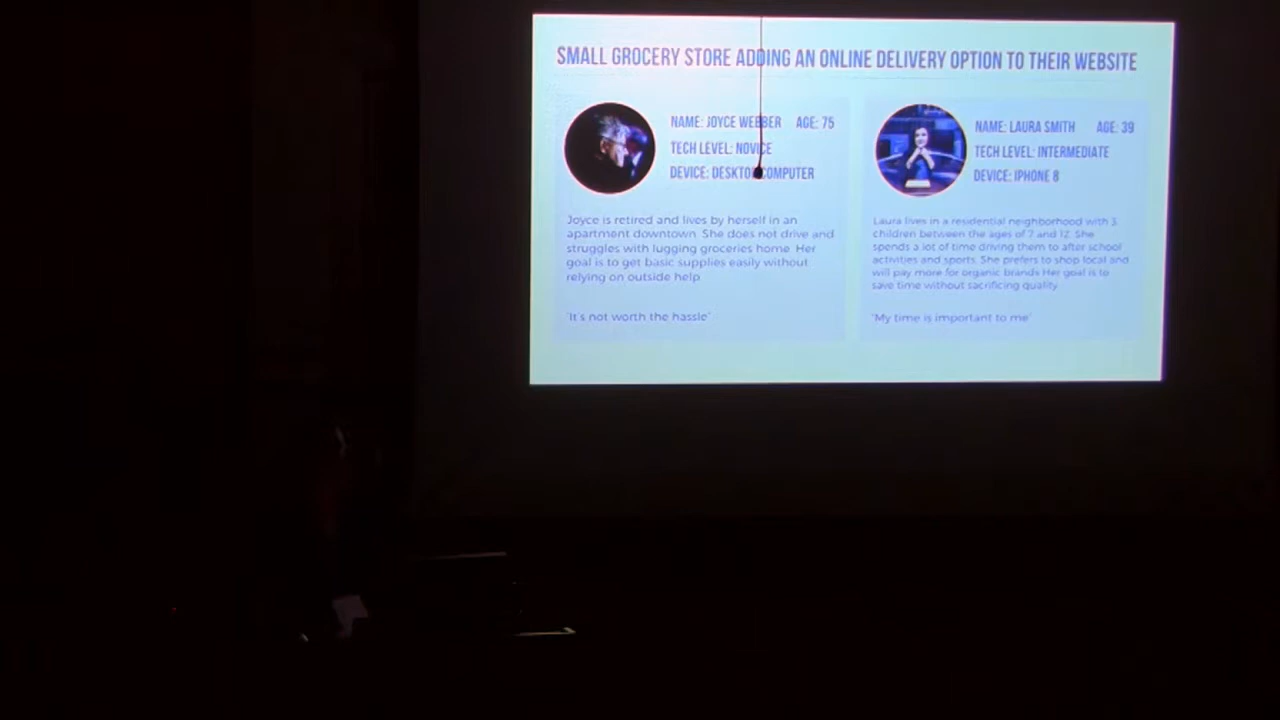 SMALL GROCERY STORE ADDING AN ONLINE DELIVERY OPTION TO THEIR WEBSITE
NAME: JOYCE WEBBER AGE: 75
TECH LEVEL: NOVICE
DEVICE: DESKTOP COMPUTER
Joyce is retired and lives by herself in an
apartment downtown. She does not drive and
struggles with lugging groceries home. Her
goal is to get basic supplies easily without
relying on outside help.
"It's not worth the hassle"
NAME: LAURA SMITH AGE: 39
TECH LEVEL: INTERMEDIATE
DEVICE: IPHONE 8
Laura lives in a residential neighborhood with 3
children between the ages of 7 and 12. She
spends a lot of time driving them to after school
activities and sports. She prefers to shop local and
will pay more for organic brands. Her goal is to
save time without sacrificing quality.
"My time is important to me"